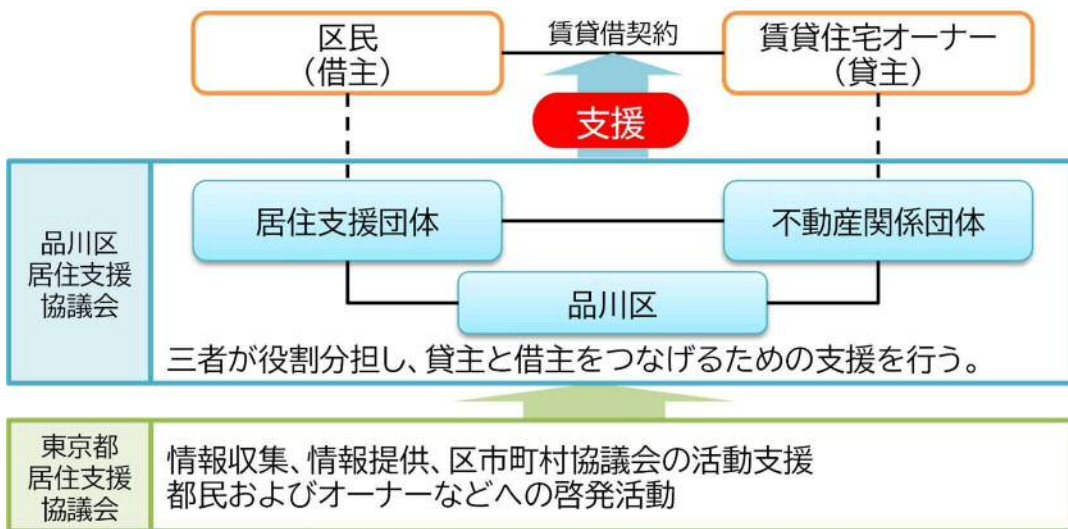 区民
（借主）
賃貸借契約
賃貸住宅オーナー
（貸主）
支援
品川区
居住支援
協議会
居住支援団体
不動産関係団体
品川区
三者が役割分担し、貸主と借主をつなげるための支援を行う。
東京都
居住支援
協議会
情報収集、情報提供、区市町村協議会の活動支援
都民およびオーナーなどへの啓発活動